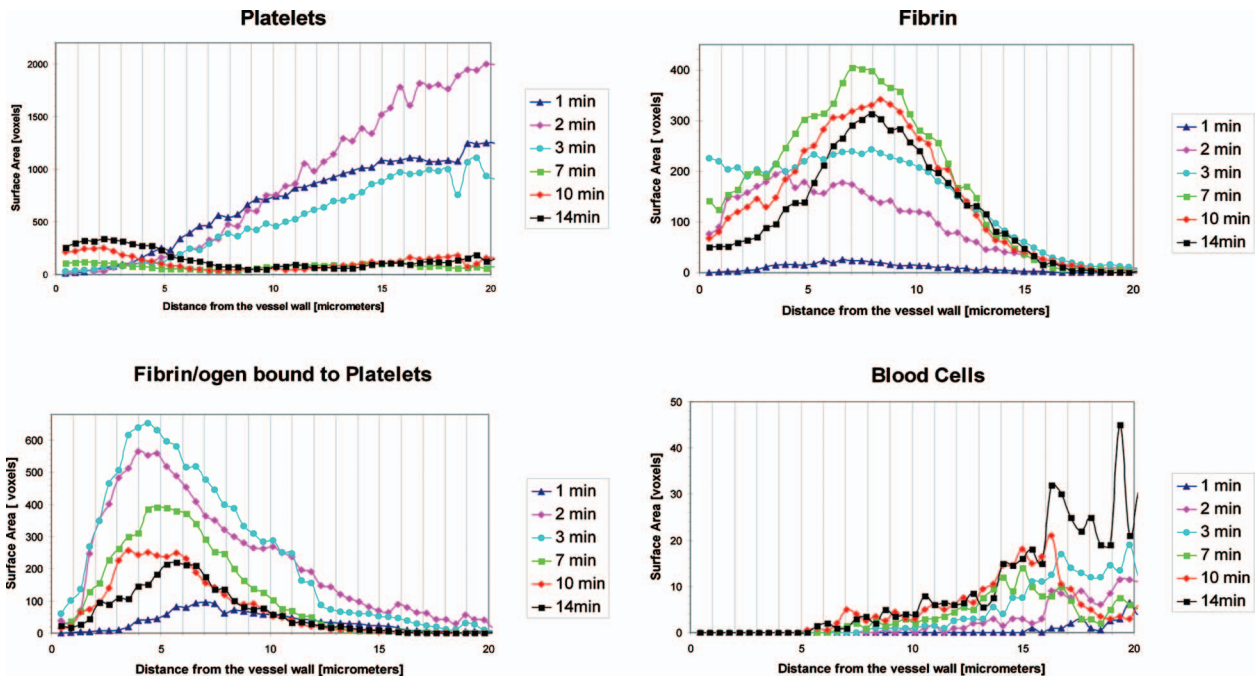 Platelets
Surface Area [voxels]
2000
1500
1000
500
0
0 5 10 15 20
Distance from the vessel wall [micrometers]
1 min
2 min
3 min
7 min
10 min
14min
Fibrin
Surface Area [ voxels]
400
300
200
100
0
0 5 10 15 20
Distance from the vessel wall [micrometers]
1 min
2 min
3 min
7 min
10 min
14min
Fibrin/ogen bound to Platelets
Surface Area [ voxels]
600
500
400
300
200
100
0
0 5 10 15 20
Distance from the vessel wall [micrometers]
1 min
2 min
3 min
7 min
10 min
14min
Blood Cells
Surface Area [voxels]
50
40
30
20
10
0
0 5 10 15 20
Distance from the vessel wall [micrometers]
1 min
2 min
3 min
7 min
10 min
14min